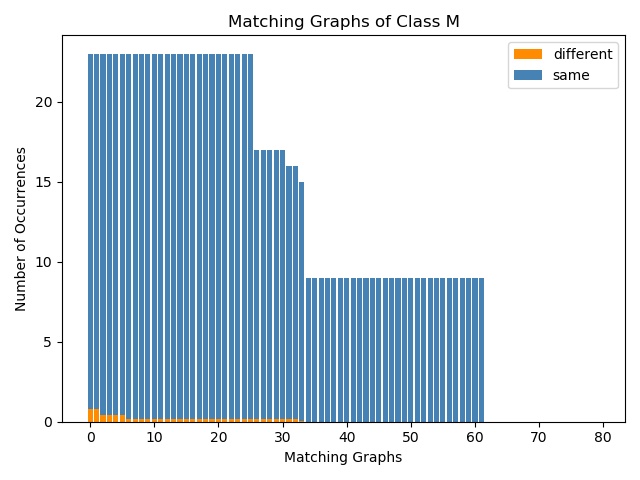 Matching Graphs of Class M
different
same
Number of Occurrences
20
15
10
5
0
0 10 20 30 40 50 60 70 80
Matching Graphs